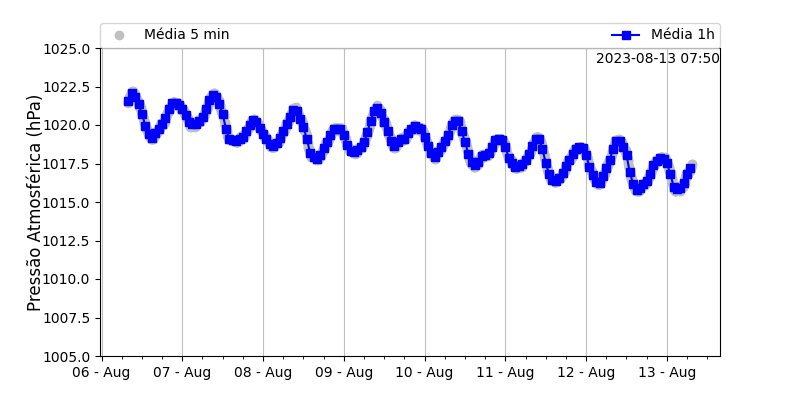 Média 5 min
Média 1h
2023-08-13 07:50
Pressão Atmosférica (hPa)
1025.0
1022.5
1020.0
1017.5
1015.0
1012.5
1010.0
1007.5
1005.0
06 - Aug
07 - Aug
08 - Aug
09 - Aug
10 - Aug
11 - Aug
12 - Aug
13 - Aug